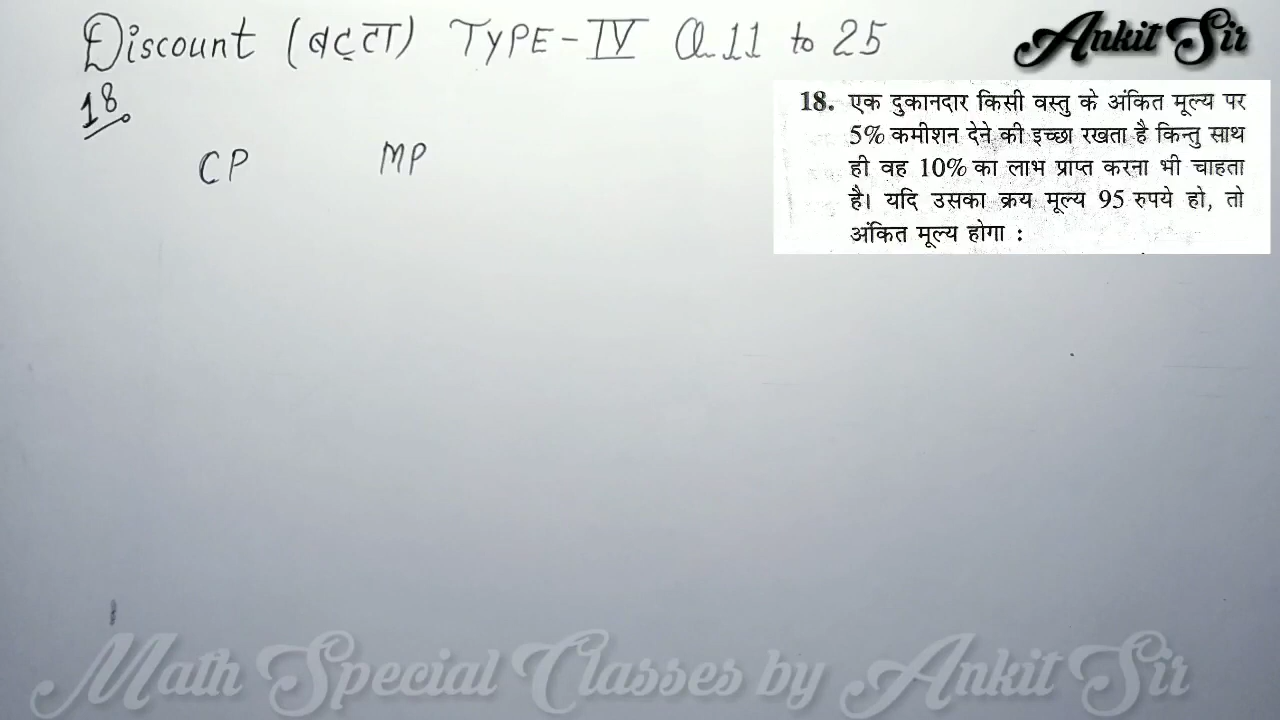 Discount (बट्टा) TYPE-IV Q.11 to 25
Ankit Sir
18.
CP MP
18. एक दुकानदार किसी वस्तु के अंकित मूल्य पर
5% कमीशन देने की इच्छा रखता है किन्तु साथ
ही वह 10% का लाभ प्राप्त करना भी चाहता
है। यदि उसका क्रय मूल्य 95 रुपये हो, तो
अंकित मूल्य होगा :
Math Special Classes by Ankit Sir